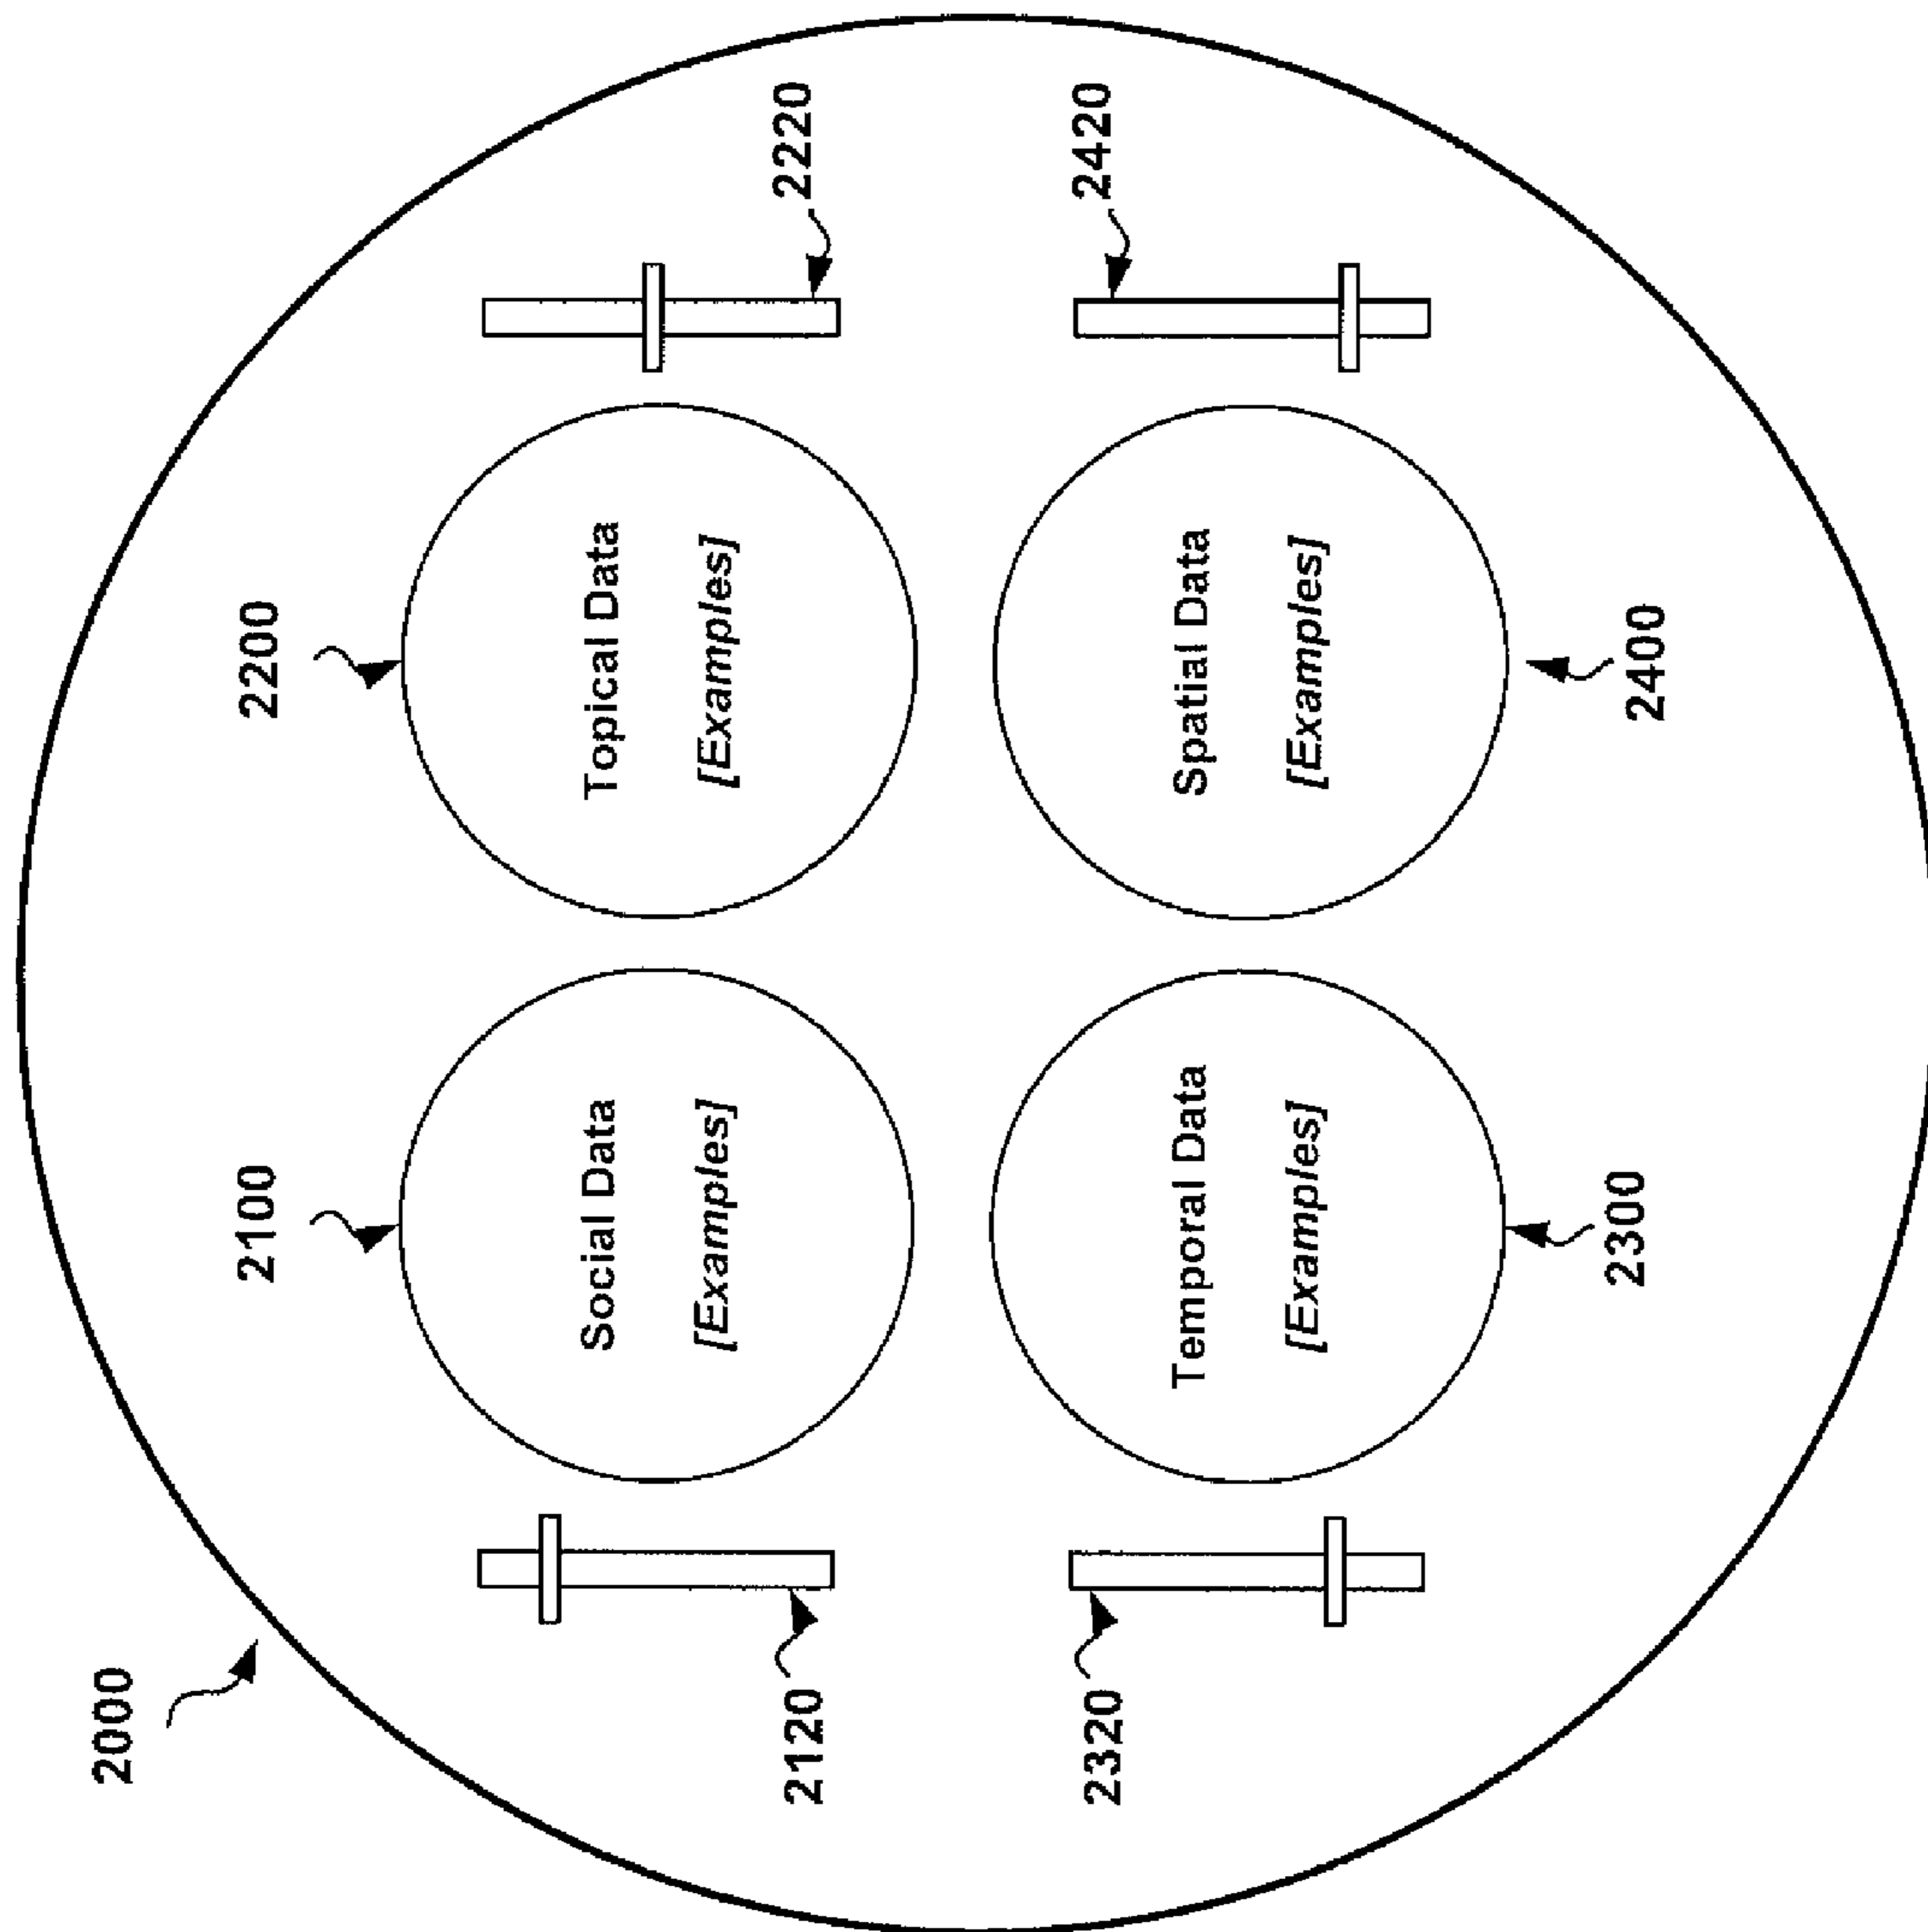 2000
2100
2200
Social Data
[Examples]
Topical Data
[Examples]
2120
2220
2320
2420
Temporal Data
[Examples]
Spatial Data
[Examples]
2300
2400